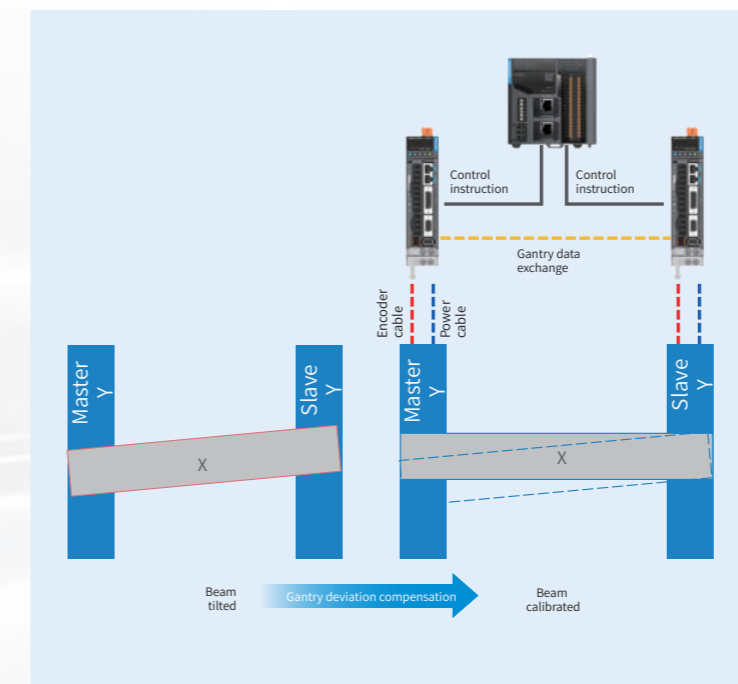 Control
instruction
Control
instruction
Gantry data
exchange
Encoder
cable
Power
cable
Master
Y
Slave
Y
X
Master
Y
Slave
Y
X
Beam
tilted
Gantry deviation compensation
Beam
calibrated